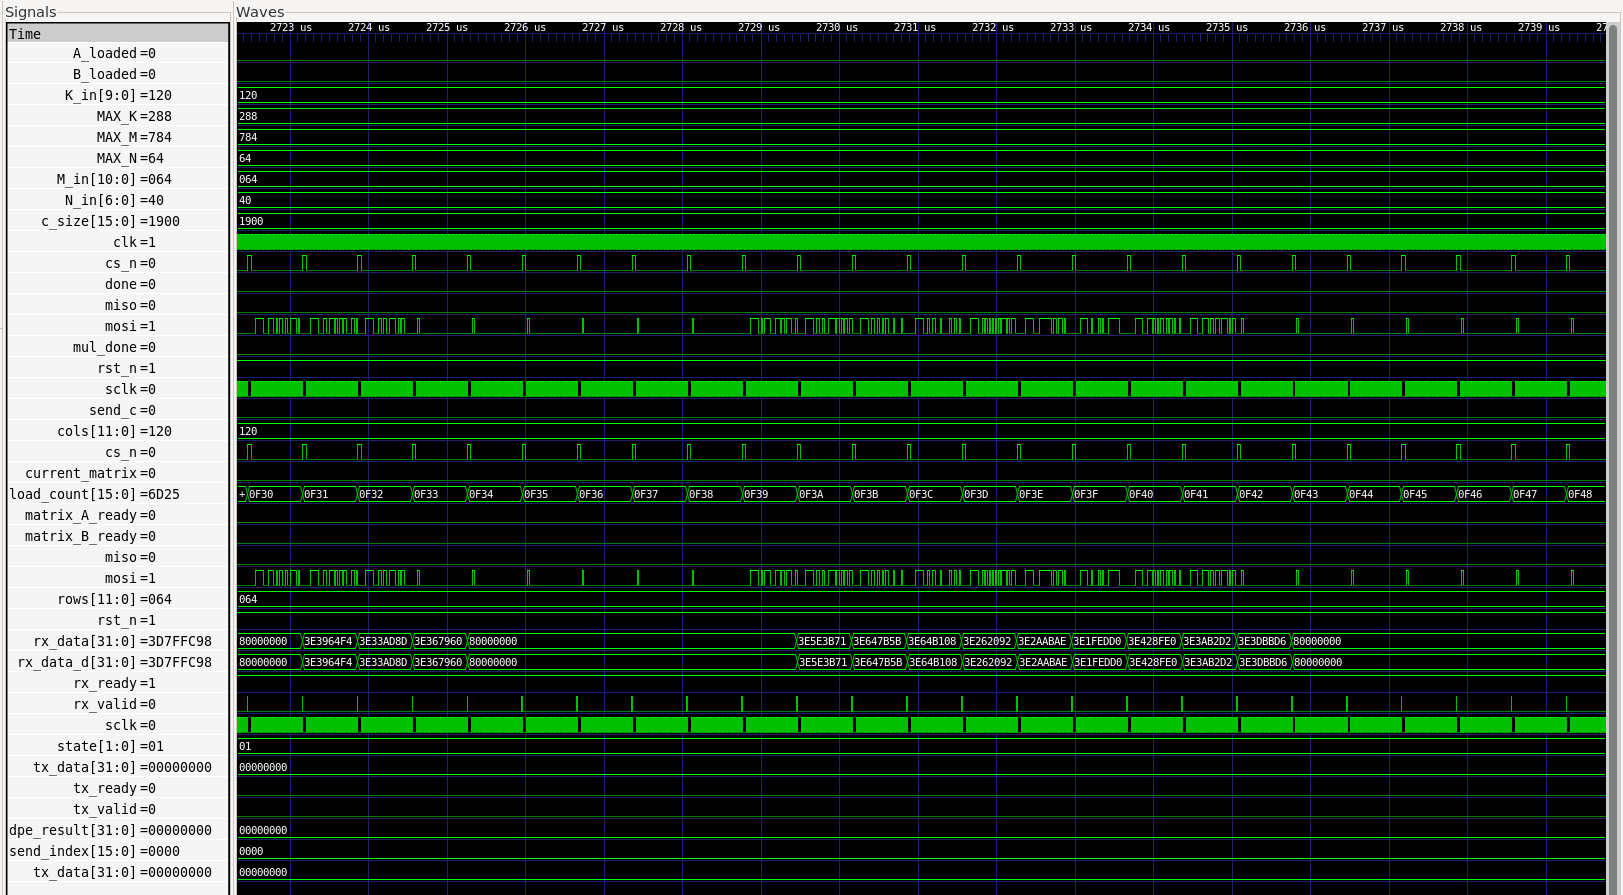 Signals Waves
Time 2723 us 2724 us 2725 us 2726 us 2727 us 2728 us 2729 us 2730 us 2731 us 2732 us 2733 us 2734 us 2735 us 2736 us 2737 us 2738 us 2739 us 27
A_loaded=0
B_loaded=0
K_in[9:0]=120 120
MAX_K=288 288
MAX_M=784 784
MAX_N=64 64
M_in[10:0]=064 064
N_in[6:0]=40 40
c_size[15:0]=1900 1900
clk=1
cs_n=0
done=0
miso=0
mosi=1
mul_done=0
rst_n=1
sclk=0
send_c=0
cols[11:0]=120 120
cs_n=0
current_matrix=0
load_count[15:0]=6D25 + 0F30 0F31 0F32 0F33 0F34 0F35 0F36 0F37 0F38 0F39 0F3A 0F3B 0F3C 0F3D 0F3E 0F3F 0F40 0F41 0F42 0F43 0F44 0F45 0F46 0F47 0F48
matrix_A_ready=0
matrix_B_ready=0
miso=0
mosi=1
rows[11:0]=064 064
rst_n=1
rx_data[31:0]=3D7FFC98 80000000 3E3964F4 3E33AD8D 3E367960 80000000 3E5E3B71 3E647B5B 3E64B108 3E262092 3E2AABAE 3E1FEDD0 3E428FE0 3E3AB2D2 3E3DBBD6 80000000
rx_data_d[31:0]=3D7FFC98 80000000 3E3964F4 3E33AD8D 3E367960 80000000 3E5E3B71 3E647B5B 3E64B108 3E262092 3E2AABAE 3E1FEDD0 3E428FE0 3E3AB2D2 3E3DBBD6 80000000
rx_ready=1
rx_valid=0
sclk=0
state[1:0]=01 01
tx_data[31:0]=00000000 00000000
tx_ready=0
tx_valid=0
dpe_result[31:0]=00000000 00000000
send_index[15:0]=0000 0000
tx_data[31:0]=00000000 00000000